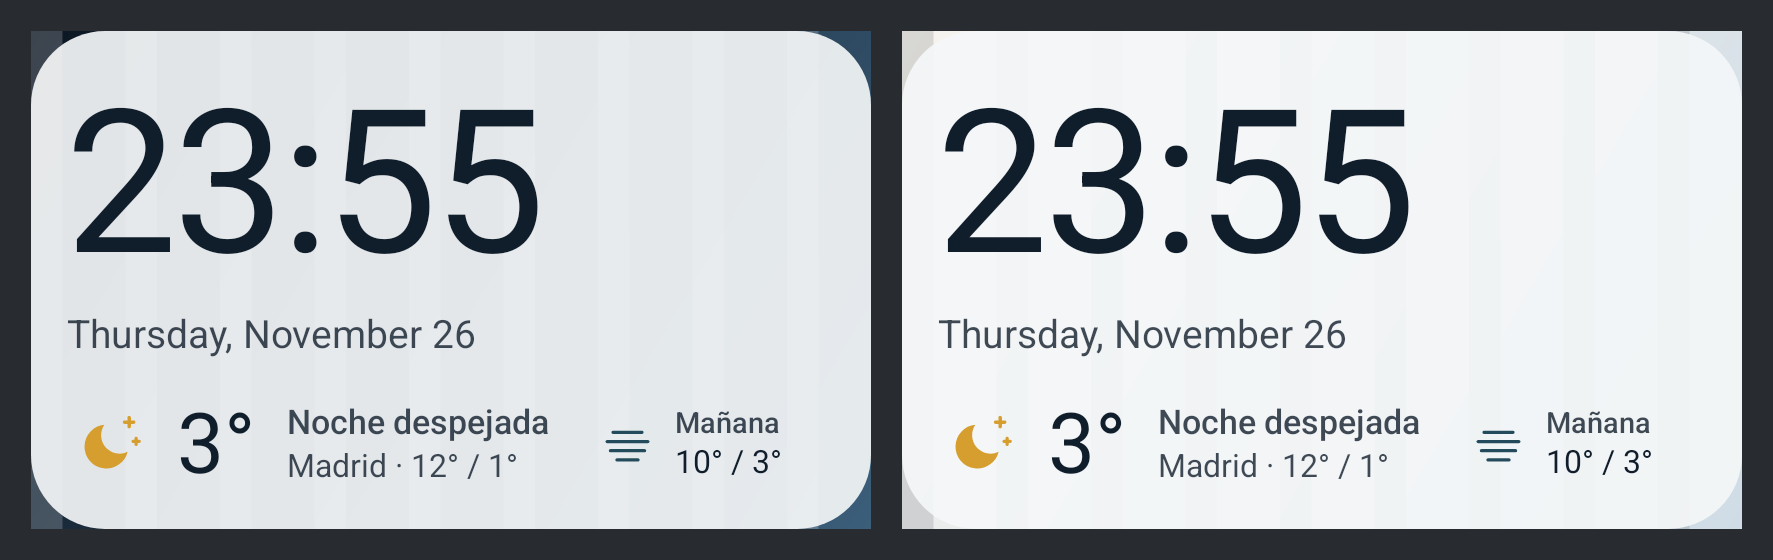 23:55
Thursday, November 26
3°
Noche despejada
Madrid · 12° / 1°
Mañana
10° / 3°
23:55
Thursday, November 26
3°
Noche despejada
Madrid · 12° / 1°
Mañana
10° / 3°